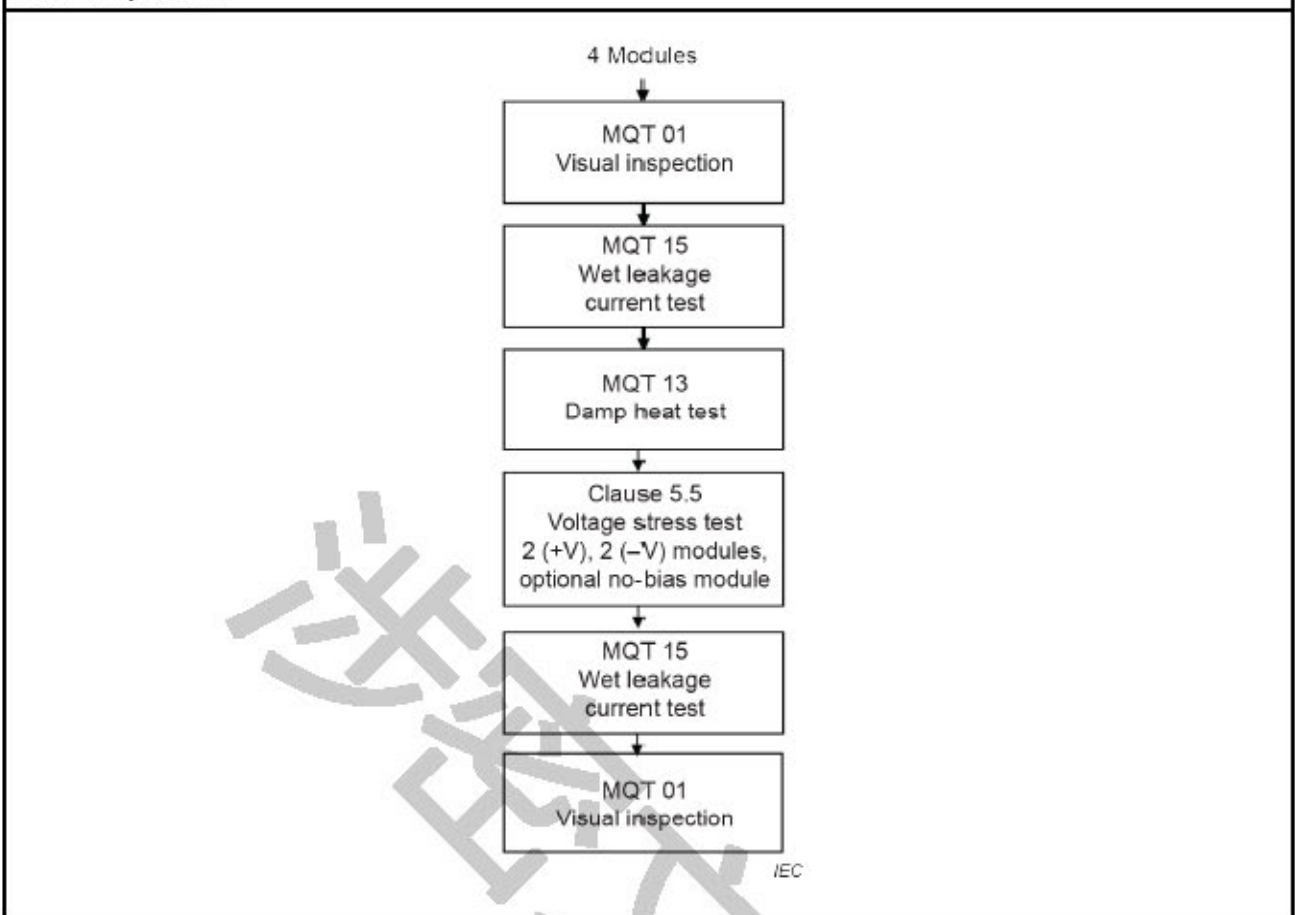 4 Modules
MQT 01
Visual inspection
MQT 15
Wet leakage
current test
MQT 13
Damp heat test
Clause 5.5
Voltage stress test
2 (+V), 2 (–V) modules,
optional no-bias module
MQT 15
Wet leakage
current test
MQT 01
Visual inspection
IEC